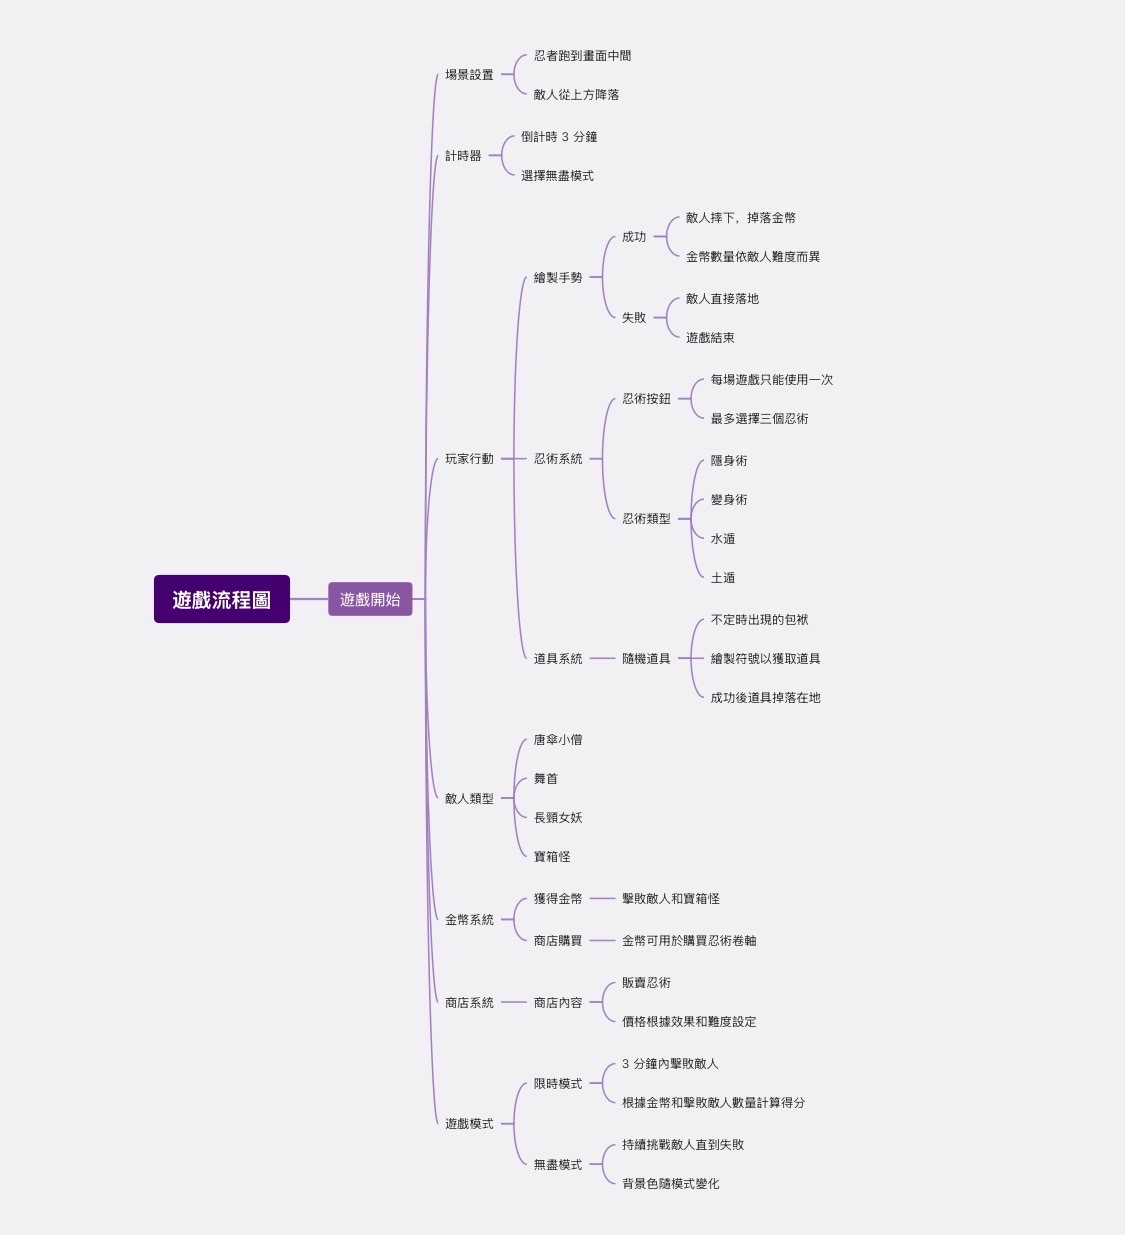 遊戲流程圖
遊戲開始
場景設置
忍者跑到畫面中間
敵人從上方降落
計時器
倒計時 3 分鐘
選擇無盡模式
玩家行動
繪製手勢
成功
敵人摔下，掉落金幣
金幣數量依敵人難度而異
失敗
敵人直接落地
遊戲結束
忍術系統
忍術按鈕
每場遊戲只能使用一次
最多選擇三個忍術
忍術類型
隱身術
變身術
水遁
土遁
道具系統
隨機道具
不定時出現的包袱
繪製符號以獲取道具
成功後道具掉落在地
敵人類型
唐傘小僧
舞首
長頸女妖
寶箱怪
金幣系統
獲得金幣
擊敗敵人和寶箱怪
商店購買
金幣可用於購買忍術卷軸
商店系統
商店內容
販賣忍術
價格根據效果和難度設定
遊戲模式
限時模式
3 分鐘內擊敗敵人
根據金幣和擊敗敵人數量計算得分
無盡模式
持續挑戰敵人直到失敗
背景色隨模式變化